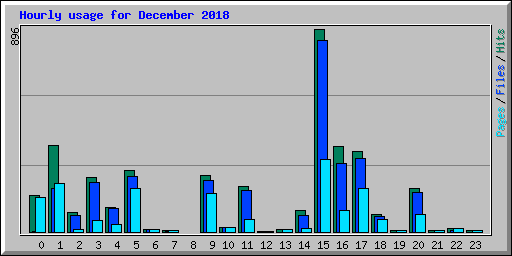 Hourly usage for December 2018
896
Pages / Files / Hits
0 1 2 3 4 5 6 7 8 9 10 11 12 13 14 15 16 17 18 19 20 21 22 23